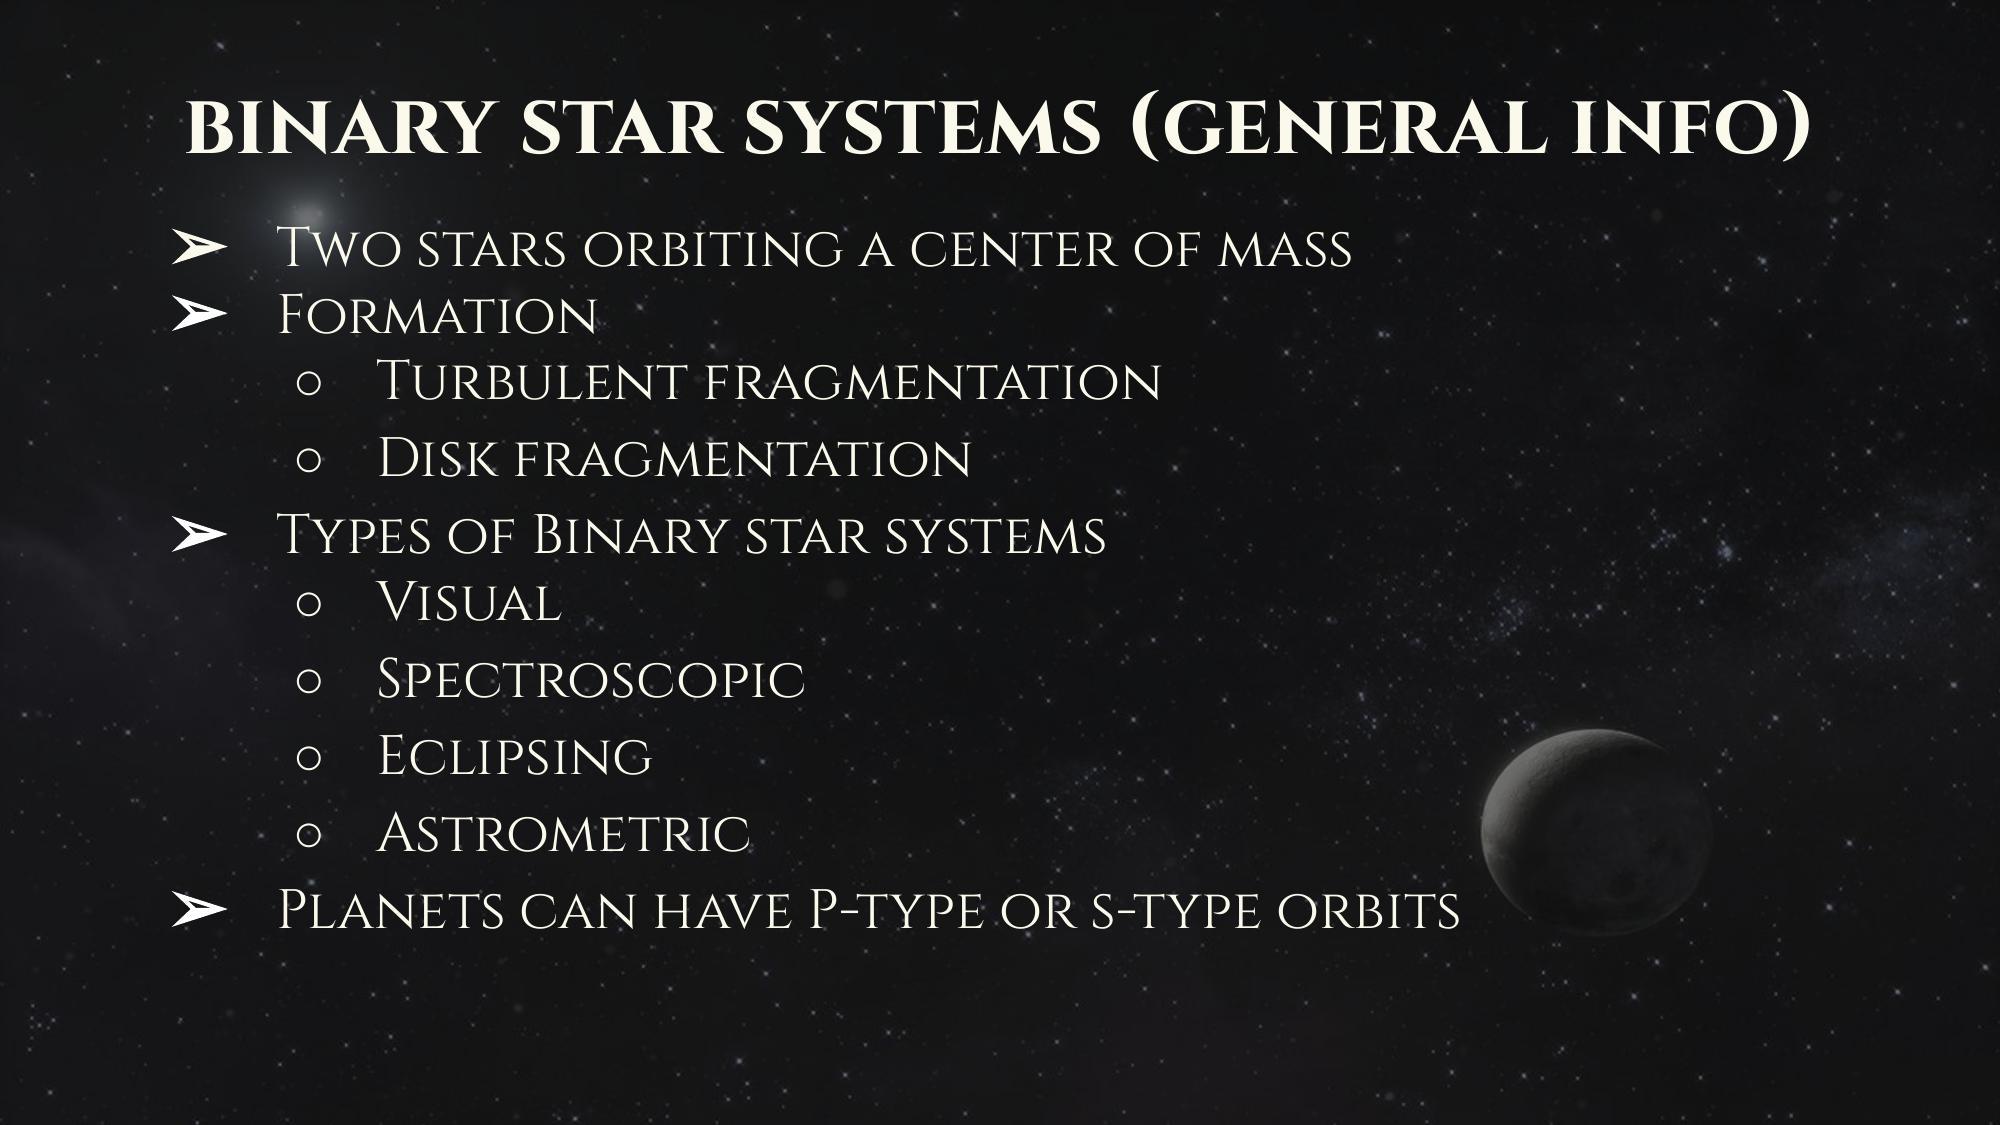 BINARY STAR SYSTEMS (GENERAL INFO)
➢ Two stars orbiting a center of mass
➢ Formation
○ Turbulent fragmentation
○ Disk fragmentation
➢ Types of Binary star systems
○ Visual
○ Spectroscopic
○ Eclipsing
○ Astrometric
➢ Planets can have P-type or s-type orbits